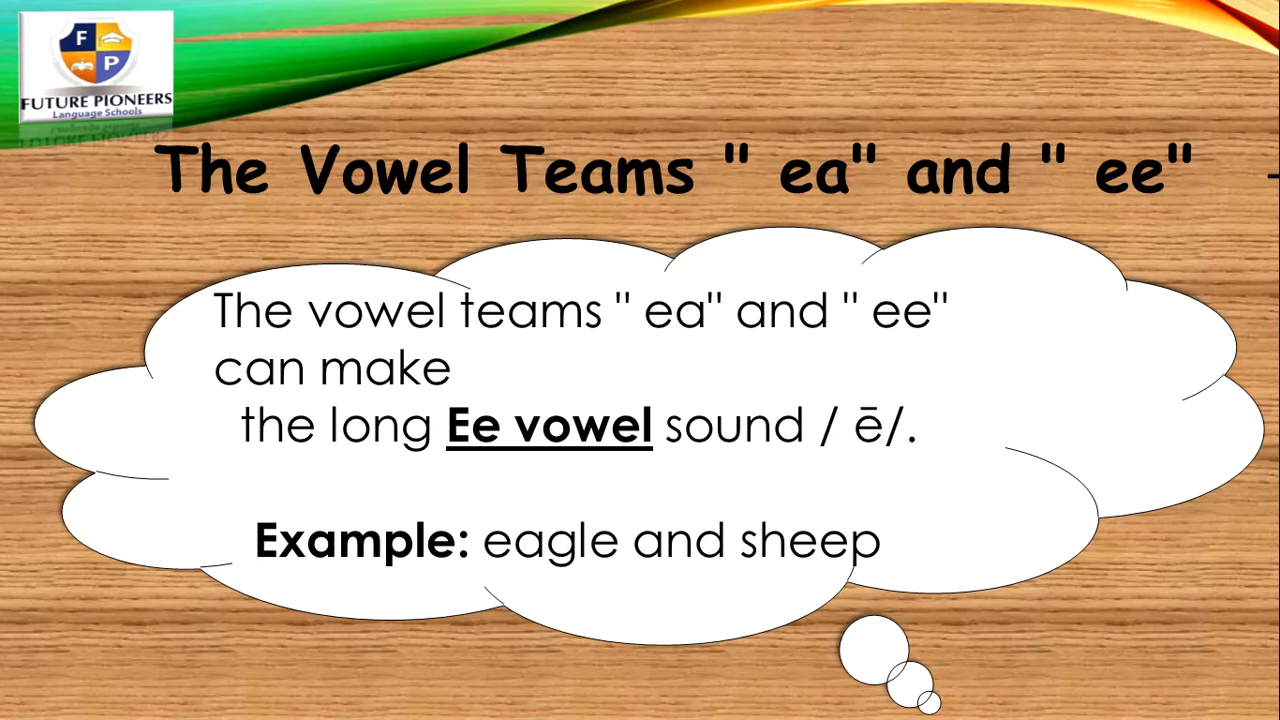 F
P
FUTURE PIONEERS
Language Schools
The Vowel Teams " ea" and " ee" -
The vowel teams " ea" and " ee"
can make
the long Ee vowel sound / ē/.
Example: eagle and sheep